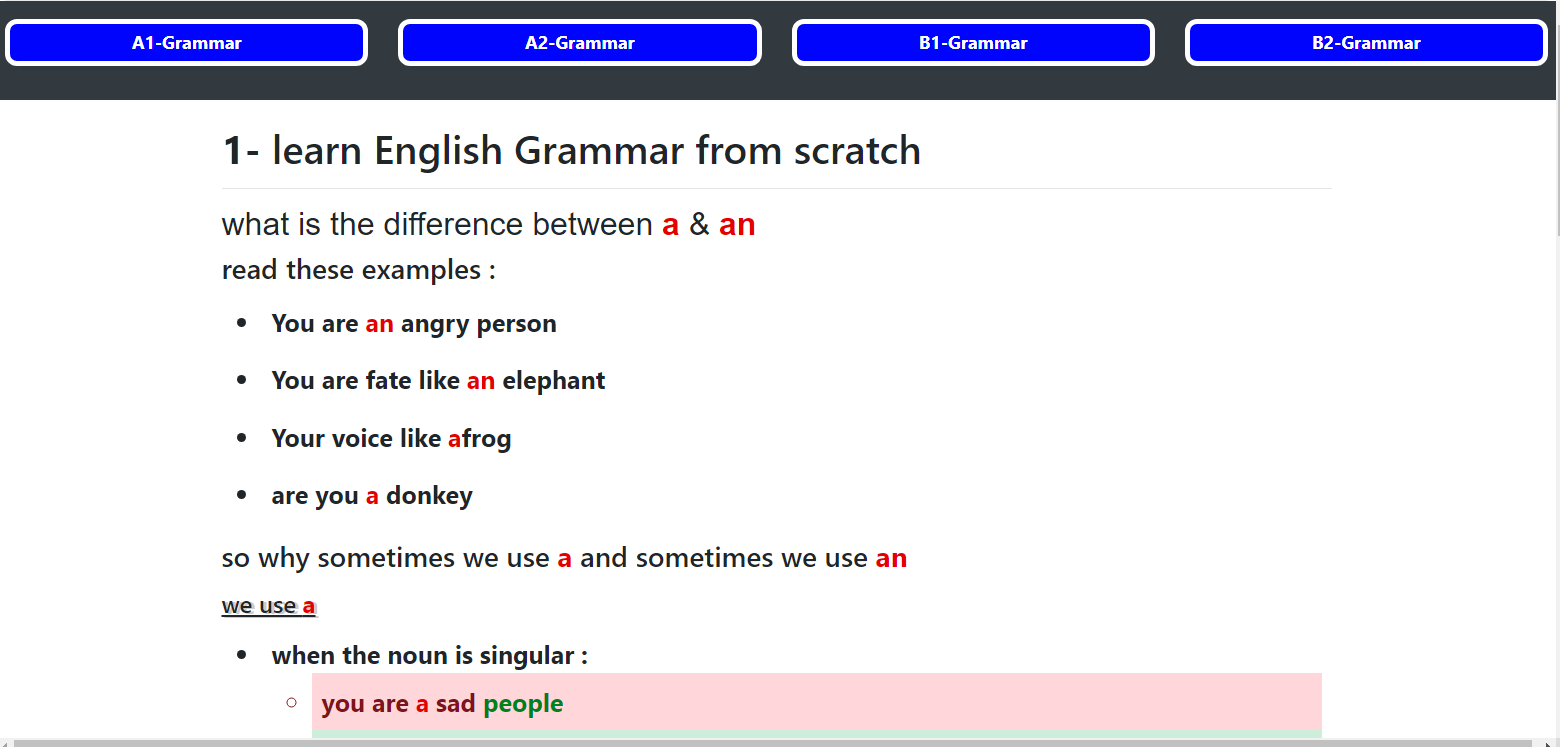 A1-Grammar A2-Grammar B1-Grammar B2-Grammar
1- learn English Grammar from scratch
what is the difference between a & an
read these examples :
You are an angry person
You are fate like an elephant
Your voice like afrog
are you a donkey
so why sometimes we use a and sometimes we use an
we use a
when the noun is singular :
you are a sad people